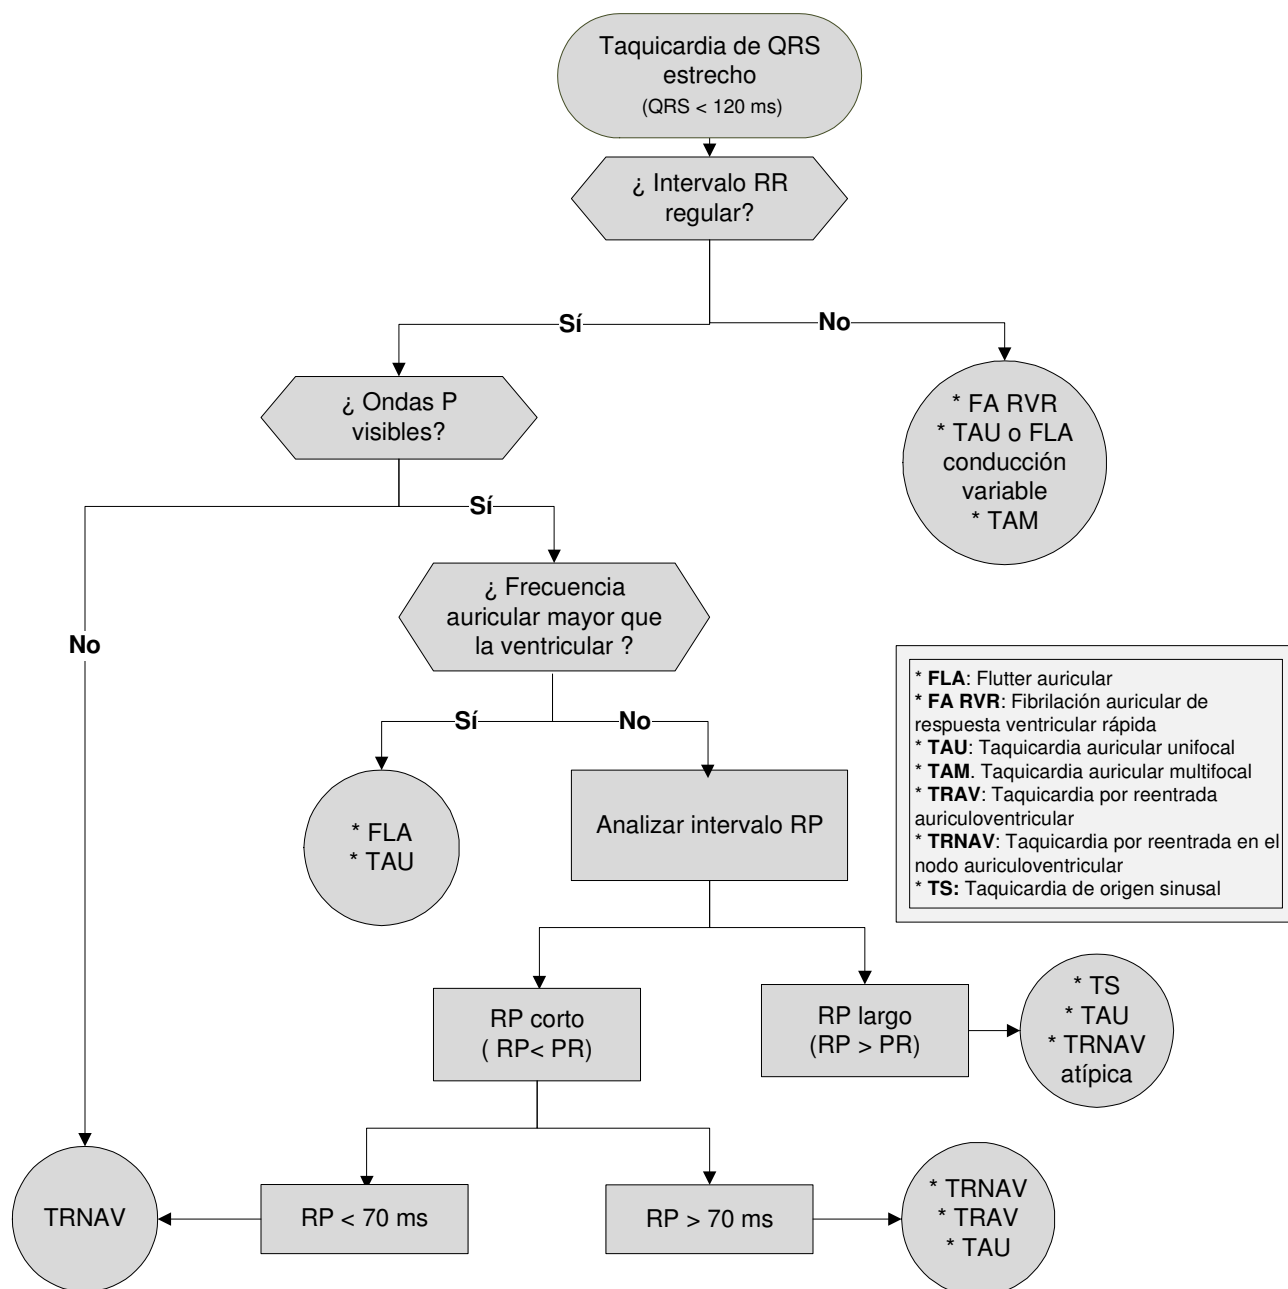 Taquicardia de QRS
estrecho
(QRS < 120 ms)
¿ Intervalo RR
regular?
Sí
No
¿ Ondas P
visibles?
* FA RVR
* TAU o FLA
conducción
variable
* TAM
Sí
No
¿ Frecuencia
auricular mayor que
la ventricular ?
* FLA: Flutter auricular
* FA RVR: Fibrilación auricular de
respuesta ventricular rápida
* TAU: Taquicardia auricular unifocal
* TAM. Taquicardia auricular multifocal
* TRAV: Taquicardia por reentrada
auriculoventricular
* TRNAV: Taquicardia por reentrada en el
nodo auriculoventricular
* TS: Taquicardia de origen sinusal
Sí
No
* FLA
* TAU
Analizar intervalo RP
RP corto
( RP< PR)
RP largo
(RP > PR)
* TS
* TAU
* TRNAV
atípica
TRNAV
RP < 70 ms
RP > 70 ms
* TRNAV
* TRAV
* TAU